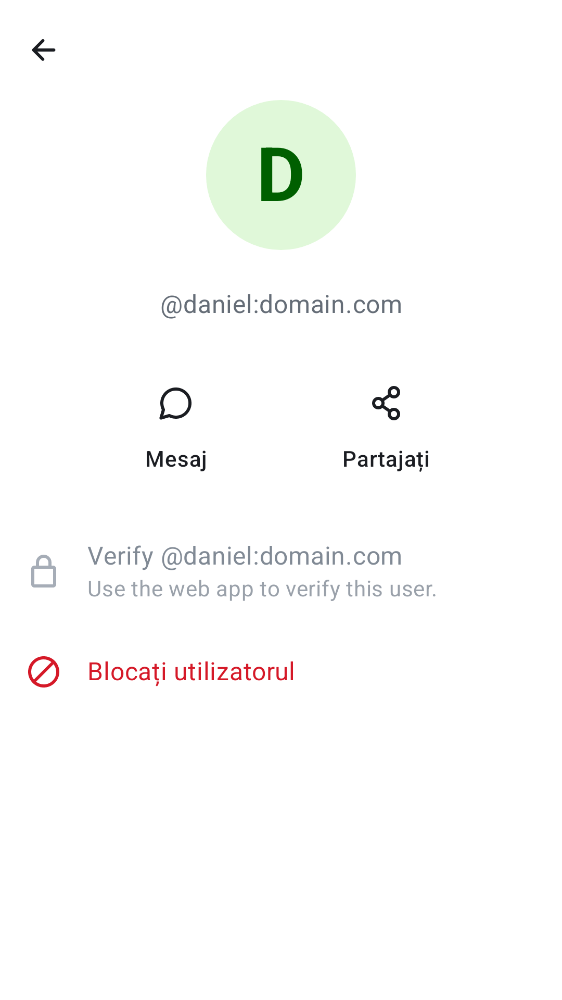 D
@daniel:domain.com
Mesaj
Partajați
Verify @daniel:domain.com
Use the web app to verify this user.
Blocați utilizatorul